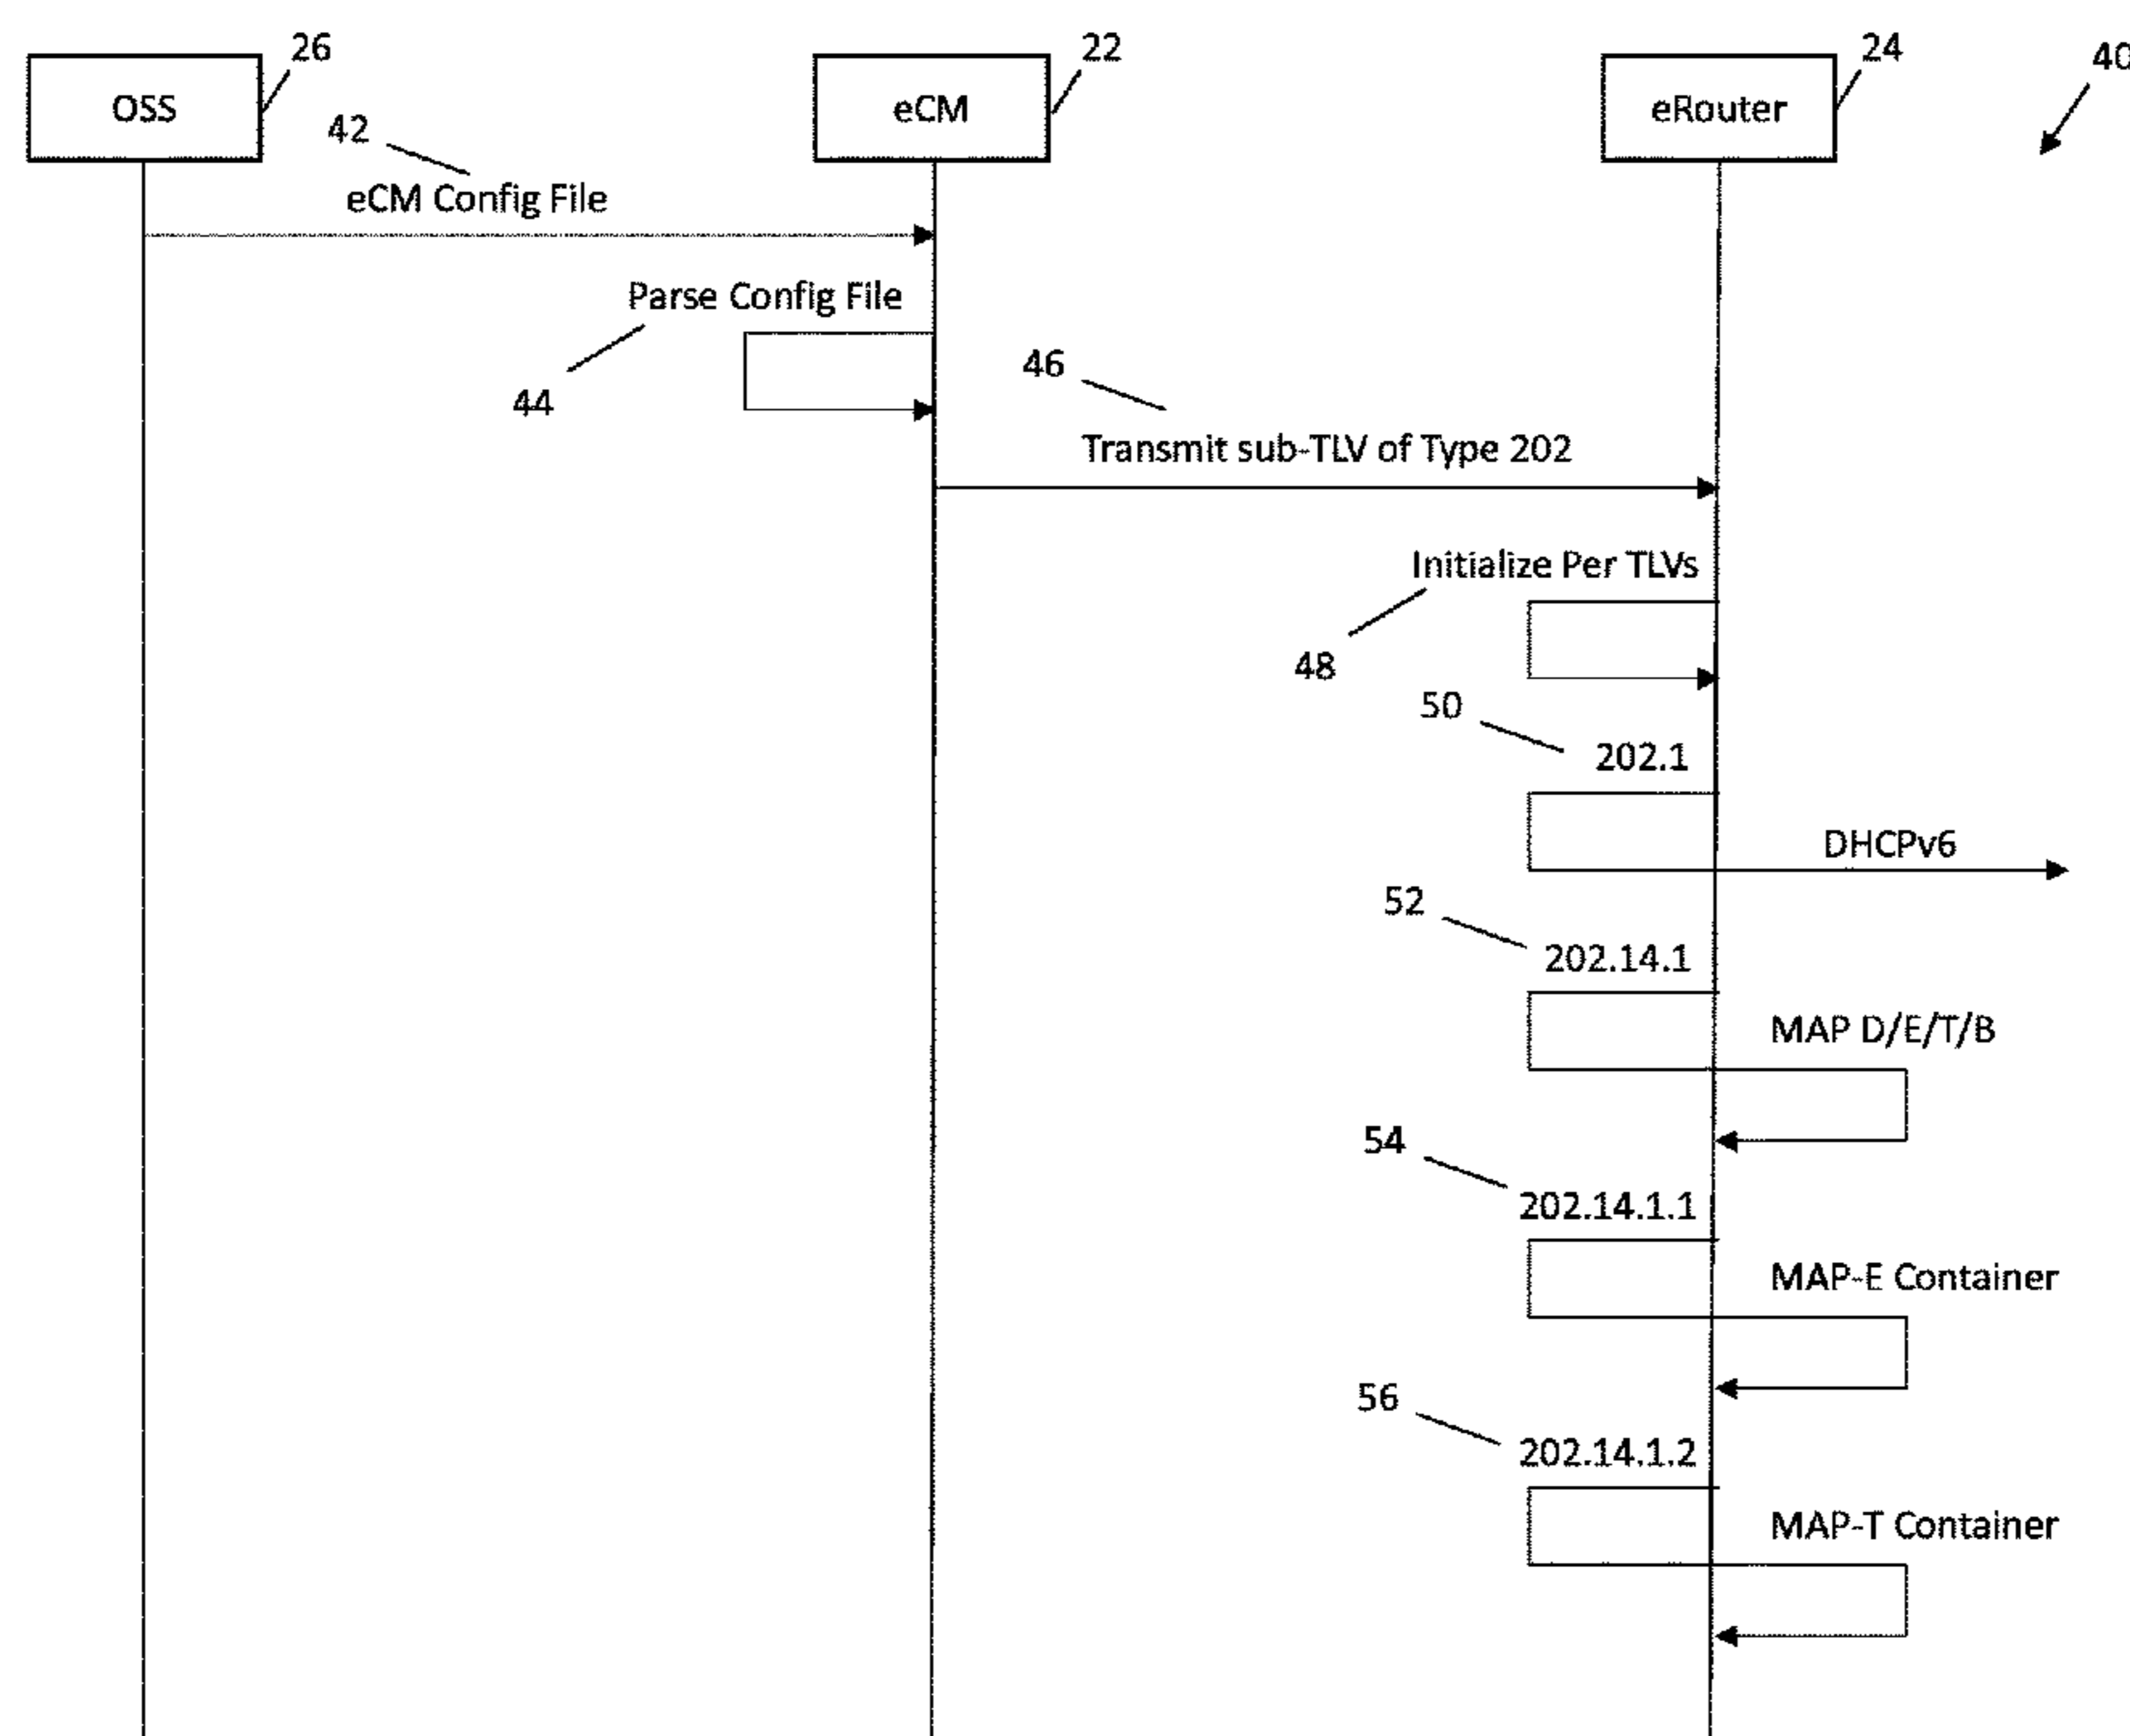 26
22
24
40
OSS
eCM
eRouter
42
eCM Config File
Parse Config File
44
46
Transmit sub-TLV of Type 202
Initialize Per TLVs
48
50
202.1
DHCPv6
52
202.14.1
MAP D/E/T/B
54
202.14.1.1
MAP-E Container
56
202.14.1.2
MAP-T Container